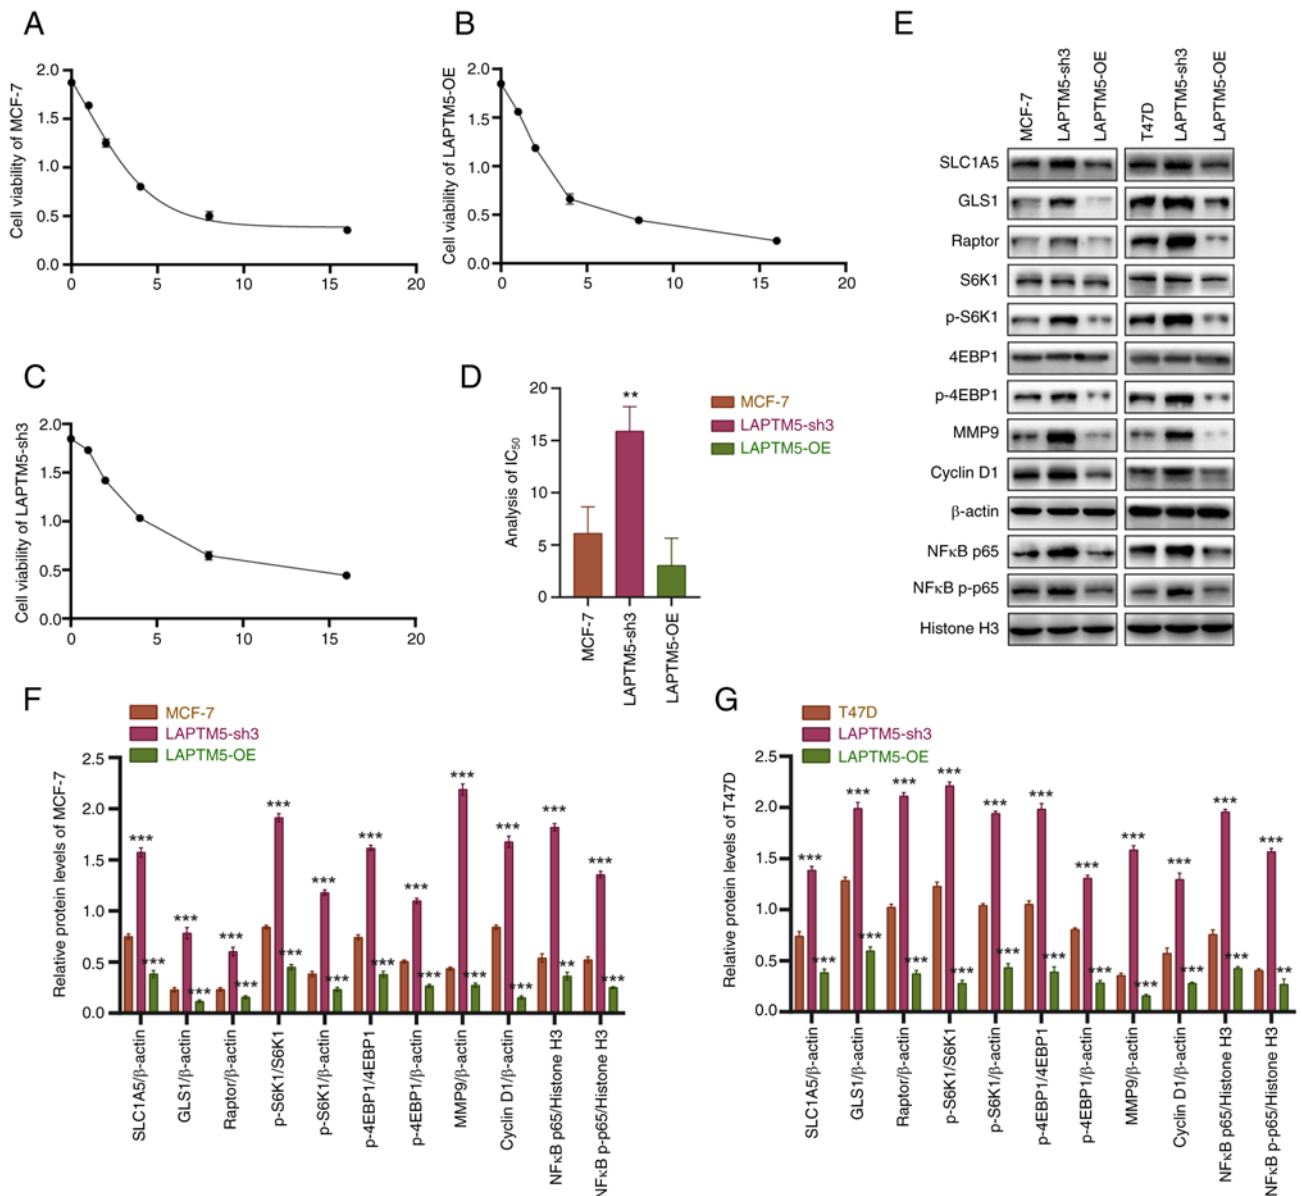 A
Cell viability of MCF-7
2.0
1.5
1.0
0.5
0.0
0
5
10
15
20
B
Cell viability of LAPTM5-OE
2.0
1.5
1.0
0.5
0.0
0
5
10
15
20
C
Cell viability of LAPTM5-sh3
2.0
1.5
1.0
0.5
0.0
0
5
10
15
20
D
Analysis of IC50
20
15
10
5
0
**
MCF-7
LAPTM5-sh3
LAPTM5-OE
MCF-7
LAPTM5-sh3
LAPTM5-OE
E
MCF-7
LAPTM5-sh3
LAPTM5-OE
T47D
LAPTM5-sh3
LAPTM5-OE
SLC1A5
GLS1
Raptor
S6K1
p-S6K1
4EBP1
p-4EBP1
MMP9
Cyclin D1
β-actin
NFκB p65
NFκB p-p65
Histone H3
F
MCF-7
LAPTM5-sh3
LAPTM5-OE
Relative protein levels of MCF-7
2.5
2.0
1.5
1.0
0.5
0.0
*** *** *** *** *** *** *** *** *** *** ***
*** *** *** *** *** *** *** *** *** ** ***
SLC1A5/β-actin
GLS1/β-actin
Raptor/β-actin
p-S6K1/S6K1
p-S6K1/β-actin
p-4EBP1/4EBP1
p-4EBP1/β-actin
MMP9/β-actin
Cyclin D1/β-actin
NFκB p65/Histone H3
NFκB p-p65/Histone H3
G
T47D
LAPTM5-sh3
LAPTM5-OE
Relative protein levels of T47D
2.5
2.0
1.5
1.0
0.5
0.0
*** *** *** *** *** *** *** *** *** *** ***
*** *** *** *** ** *** *** *** *** *** **
SLC1A5/β-actin
GLS1/β-actin
Raptor/β-actin
p-S6K1/S6K1
p-S6K1/β-actin
p-4EBP1/4EBP1
p-4EBP1/β-actin
MMP9/β-actin
Cyclin D1/β-actin
NFκB p65/Histone H3
NFκB p-p65/Histone H3